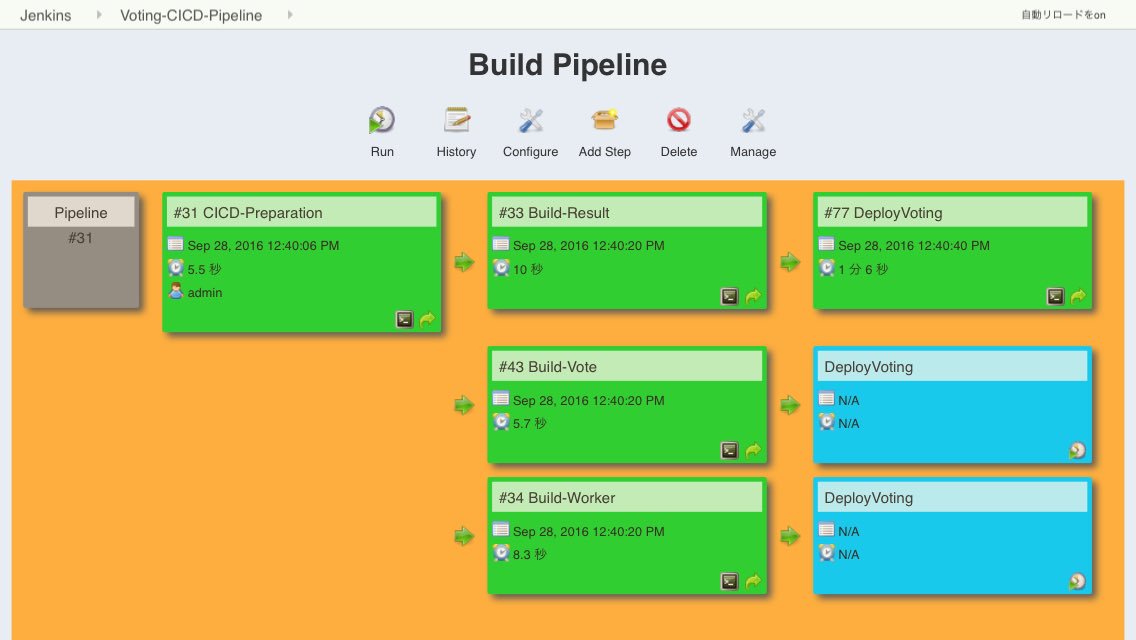 Jenkins Voting-CICD-Pipeline 自動リロードをon
Build Pipeline
Run History Configure Add Step Delete Manage
Pipeline
#31
#31 CICD-Preparation
Sep 28, 2016 12:40:06 PM
5.5 秒
admin
#33 Build-Result
Sep 28, 2016 12:40:20 PM
10 秒
#77 DeployVoting
Sep 28, 2016 12:40:40 PM
1 分 6 秒
#43 Build-Vote
Sep 28, 2016 12:40:20 PM
5.7 秒
DeployVoting
N/A
N/A
#34 Build-Worker
Sep 28, 2016 12:40:20 PM
8.3 秒
DeployVoting
N/A
N/A